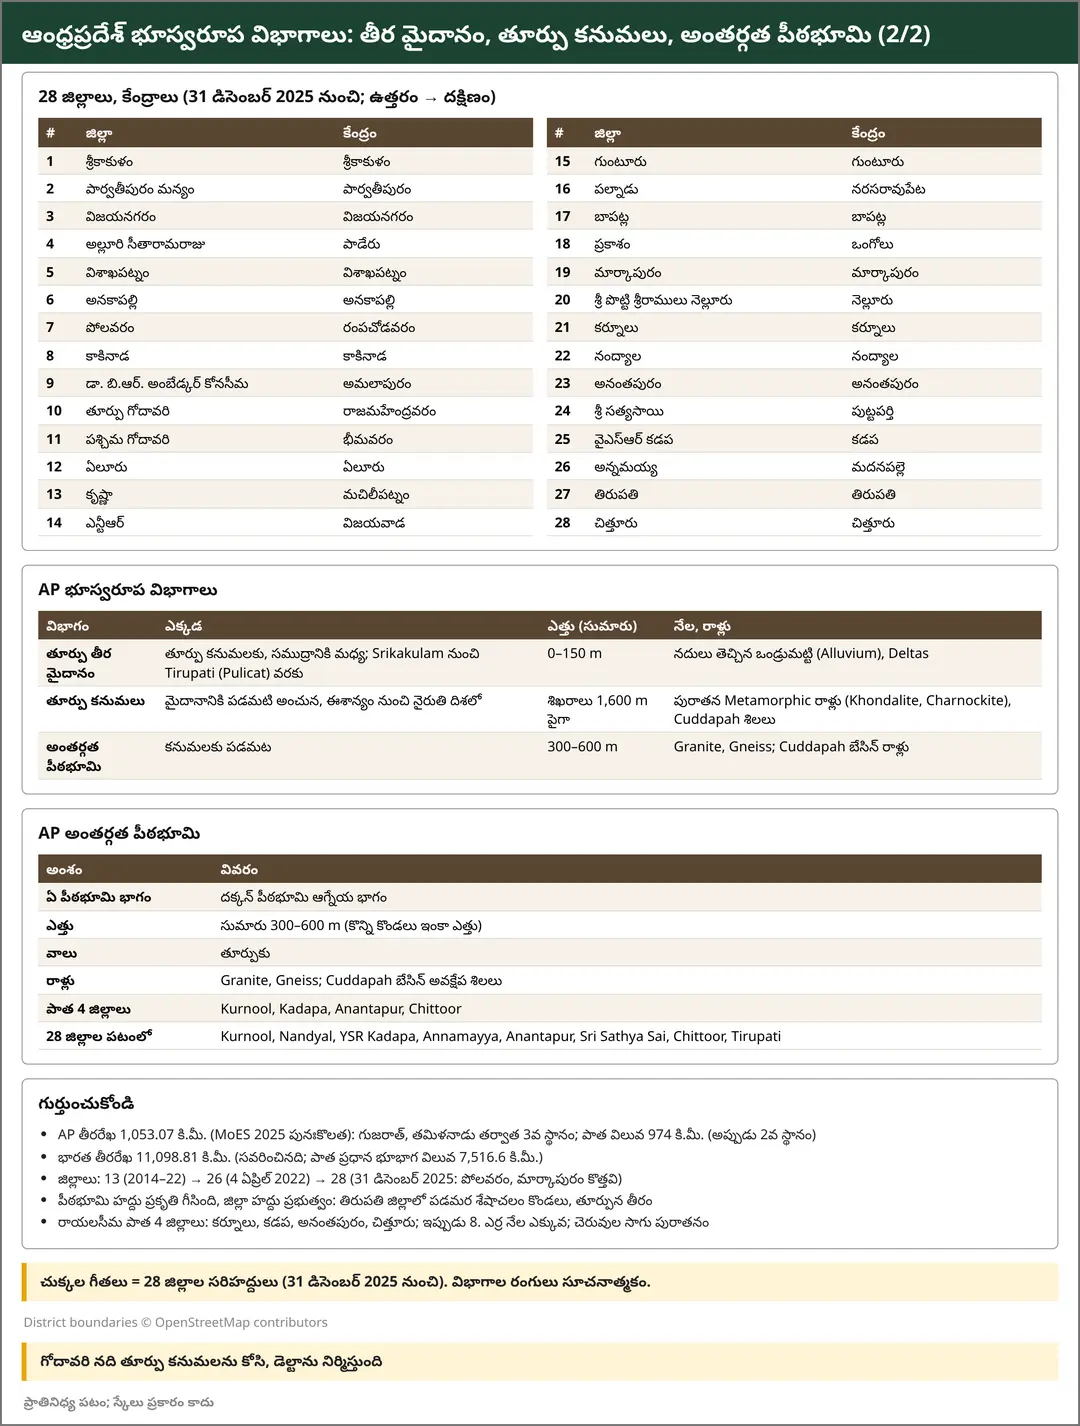 ఆంధ్రప్రదేశ్ భూస్వరూప విభాగాలు: తీర మైదానం, తూర్పు కనుమలు, అంతర్గత పీఠభూమి (2/2)
28 జిల్లాలు, కేంద్రాలు (31 డిసెంబర్ 2025 నుంచి; ఉత్తరం → దక్షిణం)
# జిల్లా కేంద్రం
1 శ్రీకాకుళం శ్రీకాకుళం
2 పార్వతీపురం మన్యం పార్వతీపురం
3 విజయనగరం విజయనగరం
4 అల్లూరి సీతారామరాజు పాడేరు
5 విశాఖపట్నం విశాఖపట్నం
6 అనకాపల్లి అనకాపల్లి
7 పోలవరం రంపచోడవరం
8 కాకినాడ కాకినాడ
9 డా. బి.ఆర్. అంబేడ్కర్ కోనసీమ అమలాపురం
10 తూర్పు గోదావరి రాజమహేంద్రవరం
11 పశ్చిమ గోదావరి భీమవరం
12 ఏలూరు ఏలూరు
13 కృష్ణా మచిలీపట్నం
14 ఎన్టీఆర్ విజయవాడ
# జిల్లా కేంద్రం
15 గుంటూరు గుంటూరు
16 పల్నాడు నరసరావుపేట
17 బాపట్ల బాపట్ల
18 ప్రకాశం ఒంగోలు
19 మార్కాపురం మార్కాపురం
20 శ్రీ పొట్టి శ్రీరాములు నెల్లూరు నెల్లూరు
21 కర్నూలు కర్నూలు
22 నంద్యాల నంద్యాల
23 అనంతపురం అనంతపురం
24 శ్రీ సత్యసాయి పుట్టపర్తి
25 వైఎస్ఆర్ కడప కడప
26 అన్నమయ్య మదనపల్లె
27 తిరుపతి తిరుపతి
28 చిత్తూరు చిత్తూరు
AP భూస్వరూప విభాగాలు
విభాగం ఎక్కడ ఎత్తు (సుమారు) నేల, రాళ్లు
తూర్పు తీర మైదానం తూర్పు కనుమలకు, సముద్రానికి మధ్య; Srikakulam నుంచి Tirupati (Pulicat) వరకు 0–150 m నదులు తెచ్చిన ఒండ్రుమట్టి (Alluvium), Deltas
తూర్పు కనుమలు మైదానానికి పడమటి అంచున, ఈశాన్యం నుంచి నైరుతి దిశలో శిఖరాలు 1,600 m పైగా పురాతన Metamorphic రాళ్లు (Khondalite, Charnockite), Cuddapah శిలలు
అంతర్గత పీఠభూమి కనుమలకు పడమట 300–600 m Granite, Gneiss; Cuddapah బేసిన్ రాళ్లు
AP అంతర్గత పీఠభూమి
అంశం వివరం
ఏ పీఠభూమి భాగం దక్కన్ పీఠభూమి ఆగ్నేయ భాగం
ఎత్తు సుమారు 300–600 m (కొన్ని కొండలు ఇంకా ఎత్తు)
వాలు తూర్పుకు
రాళ్లు Granite, Gneiss; Cuddapah బేసిన్ అవక్షేప శిలలు
పాత 4 జిల్లాలు Kurnool, Kadapa, Anantapur, Chittoor
28 జిల్లాల పటంలో Kurnool, Nandyal, YSR Kadapa, Annamayya, Anantapur, Sri Sathya Sai, Chittoor, Tirupati
గుర్తుంచుకోండి
• AP తీరరేఖ 1,053.07 కి.మీ. (MoES 2025 పునఃకొలత): గుజరాత్, తమిళనాడు తర్వాత 3వ స్థానం; పాత విలువ 974 కి.మీ. (అప్పుడు 2వ స్థానం)
• భారత తీరరేఖ 11,098.81 కి.మీ. (సవరించినది; పాత ప్రధాన భూభాగ విలువ 7,516.6 కి.మీ.)
• జిల్లాలు: 13 (2014–22) → 26 (4 ఏప్రిల్ 2022) → 28 (31 డిసెంబర్ 2025: పోలవరం, మార్కాపురం కొత్తవి)
• పీఠభూమి హద్దు ప్రకృతి గీసింది, జిల్లా హద్దు ప్రభుత్వం: తిరుపతి జిల్లాలో పడమర శేషాచలం కొండలు, తూర్పున తీరం
• రాయలసీమ పాత 4 జిల్లాలు: కర్నూలు, కడప, అనంతపురం, చిత్తూరు; ఇప్పుడు 8. ఎర్ర నేల ఎక్కువ; చెరువుల సాగు పురాతనం
చుక్కల గీతలు = 28 జిల్లాల సరిహద్దులు (31 డిసెంబర్ 2025 నుంచి). విభాగాల రంగులు సూచనాత్మకం.
District boundaries © OpenStreetMap contributors
గోదావరి నది తూర్పు కనుమలను కోసి, డెల్టాను నిర్మిస్తుంది
ప్రాతినిధ్య పటం; స్కేలు ప్రకారం కాదు